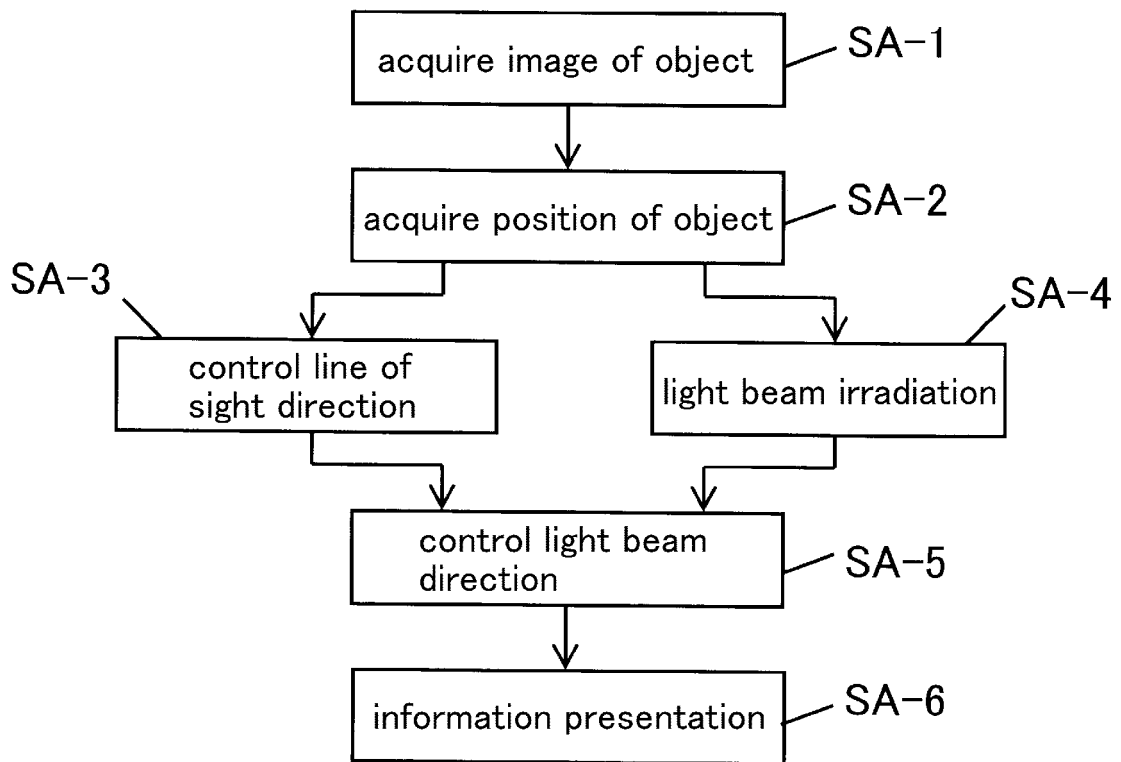 acquire image of object
SA-1
acquire position of object
SA-2
SA-3
SA-4
control line of
sight direction
light beam irradiation
control light beam
direction
SA-5
information presentation
SA-6